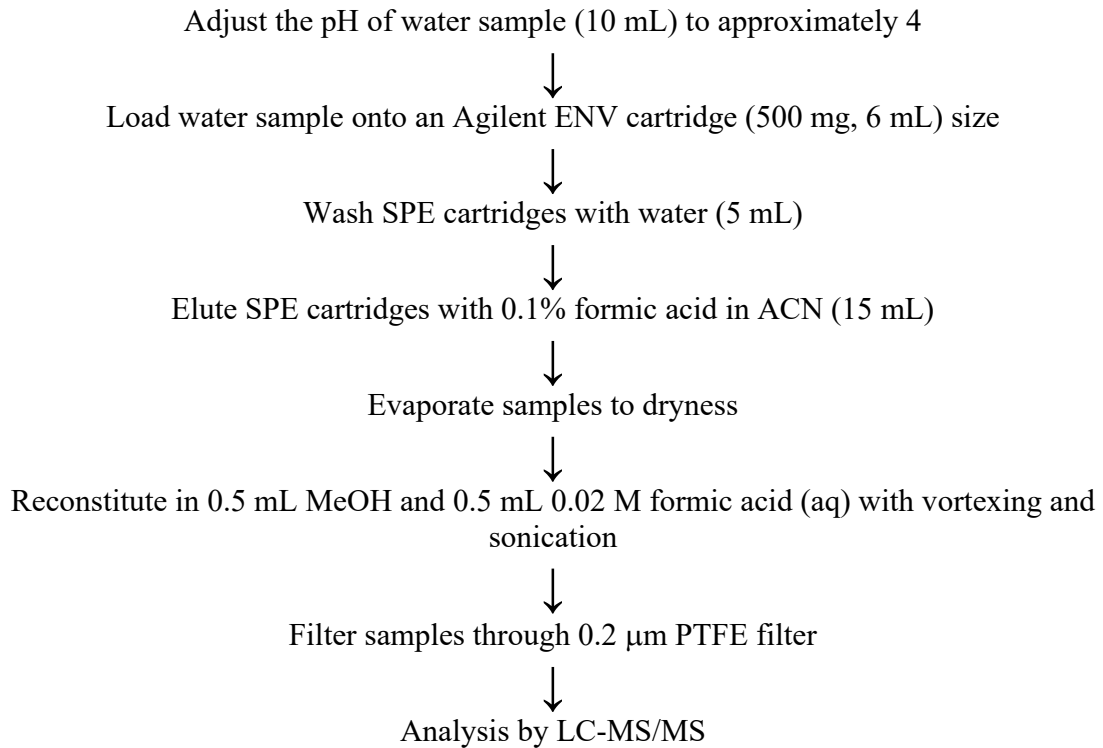 Adjust the pH of water sample (10 mL) to approximately 4
Load water sample onto an Agilent ENV cartridge (500 mg, 6 mL) size
Wash SPE cartridges with water (5 mL)
Elute SPE cartridges with 0.1% formic acid in ACN (15 mL)
Evaporate samples to dryness
Reconstitute in 0.5 mL MeOH and 0.5 mL 0.02 M formic acid (aq) with vortexing and
sonication
Filter samples through 0.2 μm PTFE filter
Analysis by LC-MS/MS